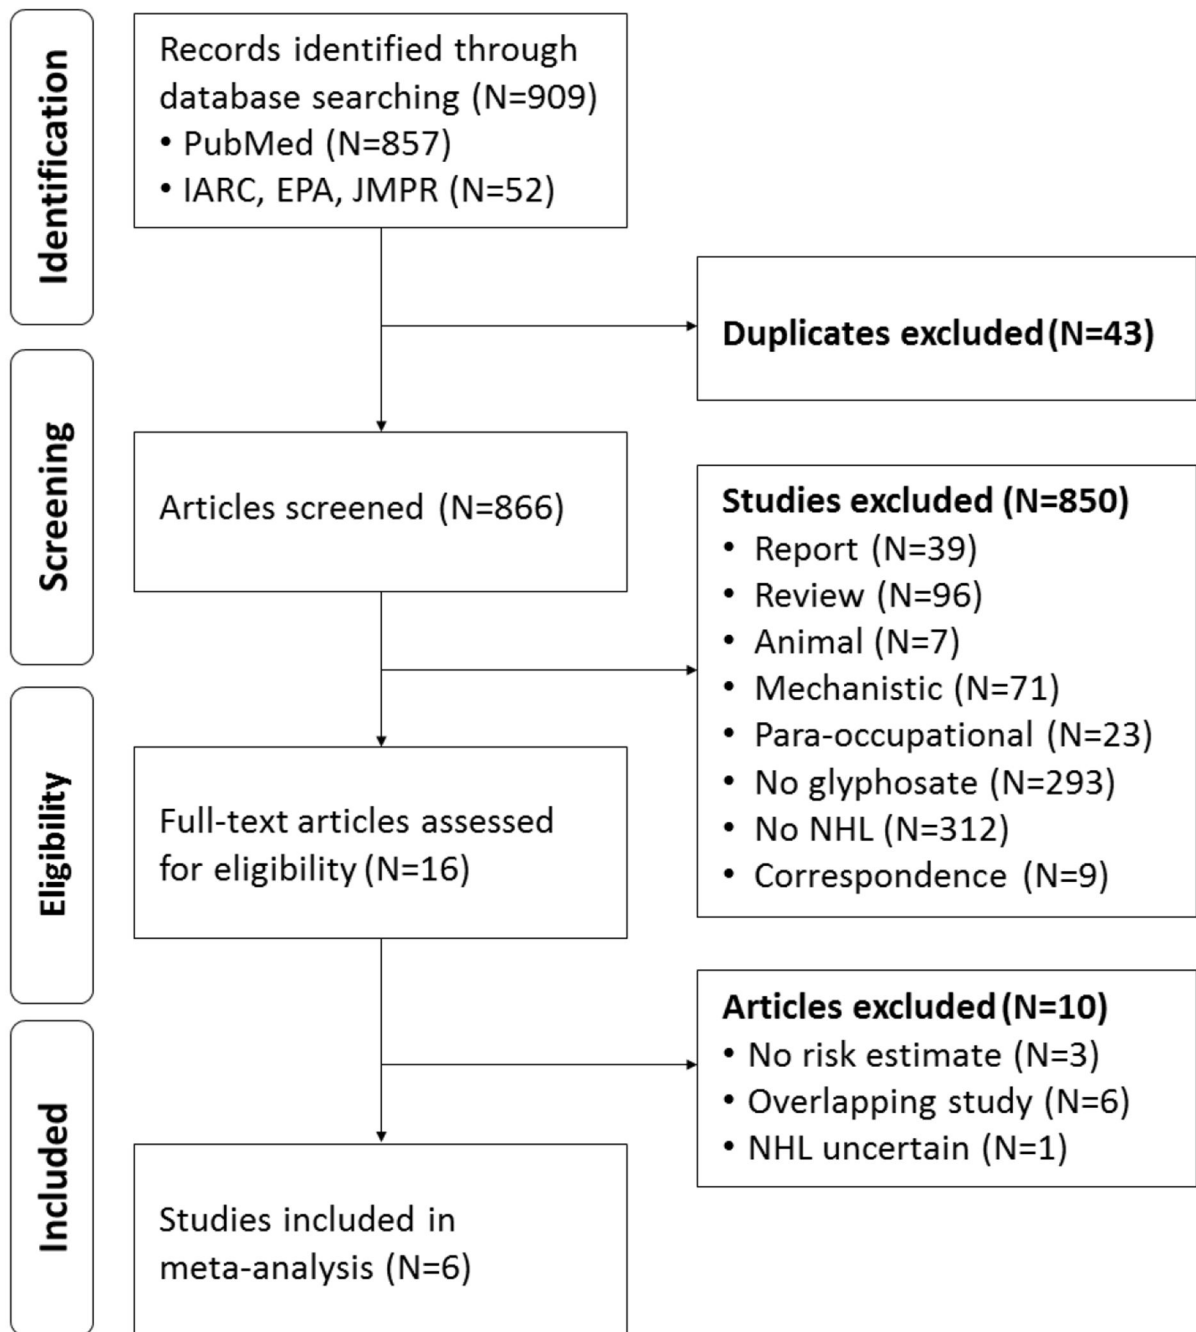 Identification
Records identified through
database searching (N=909)
• PubMed (N=857)
• IARC, EPA, JMPR (N=52)
Duplicates excluded (N=43)
Screening
Articles screened (N=866)
Studies excluded (N=850)
• Report (N=39)
• Review (N=96)
• Animal (N=7)
• Mechanistic (N=71)
• Para-occupational (N=23)
• No glyphosate (N=293)
• No NHL (N=312)
• Correspondence (N=9)
Eligibility
Full-text articles assessed
for eligibility (N=16)
Articles excluded (N=10)
• No risk estimate (N=3)
• Overlapping study (N=6)
• NHL uncertain (N=1)
Included
Studies included in
meta-analysis (N=6)